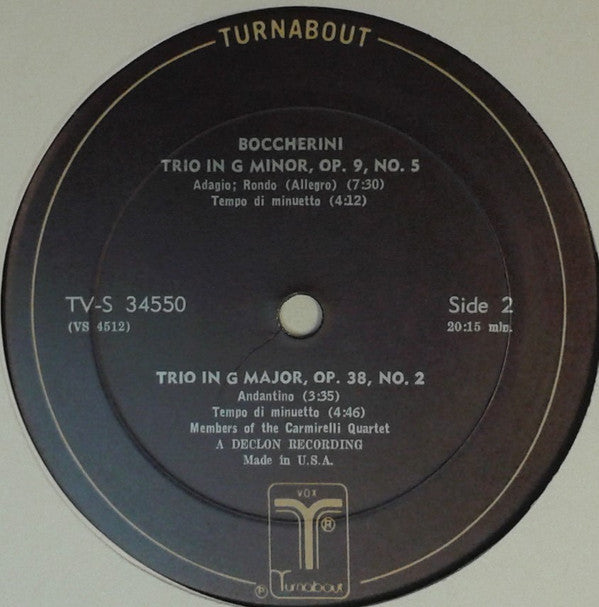 TURNABOUT
BOCCHERINI
TRIO IN G MINOR, OP. 9, NO. 5
Adagio; Rondo (Allegro) (7:30)
Tempo di minuetto (4:12)
TV-S 34550
(VS 4512)
Side 2
20:15 min.
TRIO IN G MAJOR, OP. 38, NO. 2
Andantino (3:35)
Tempo di minuetto (4:46)
Members of the Carmirelli Quartet
A DECLON RECORDING
Made in U.S.A.
VOX
T®
℗ Turnabout